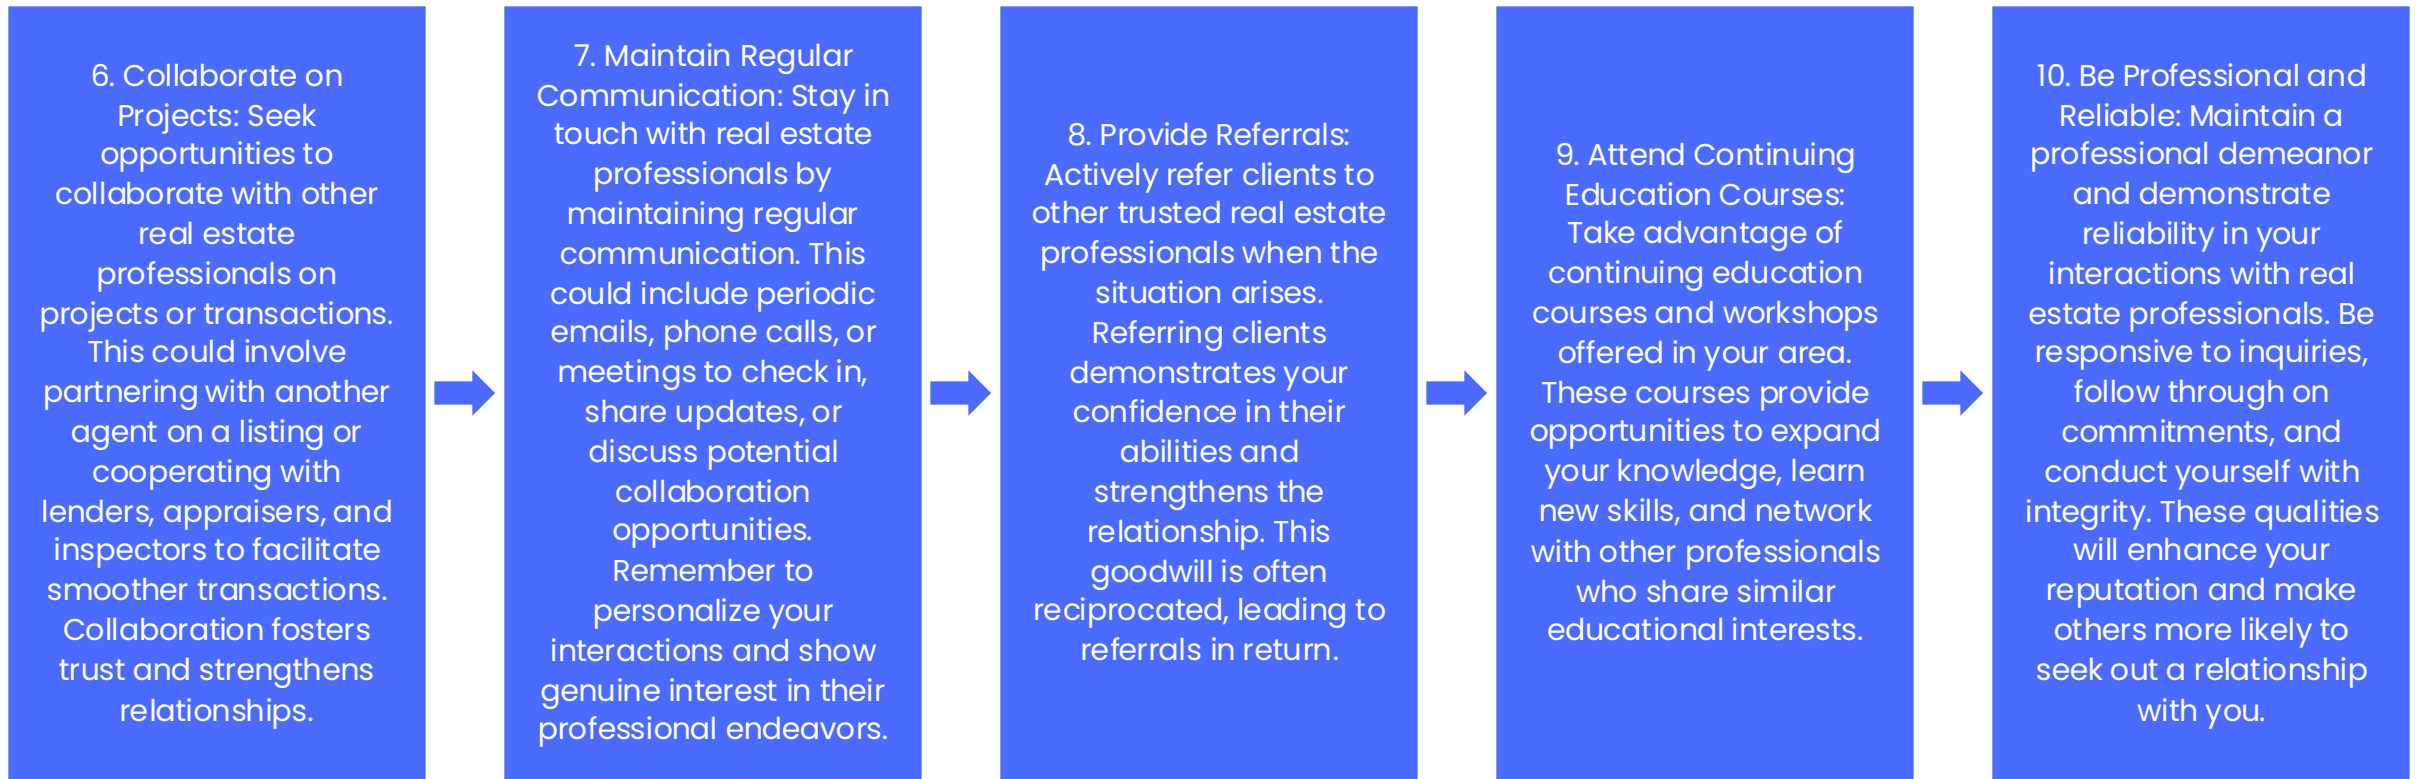 6. Collaborate on
Projects: Seek
opportunities to
collaborate with other
real estate
professionals on
projects or transactions.
This could involve
partnering with another
agent on a listing or
cooperating with
lenders, appraisers, and
inspectors to facilitate
smoother transactions.
Collaboration fosters
trust and strengthens
relationships.
7. Maintain Regular
Communication: Stay in
touch with real estate
professionals by
maintaining regular
communication. This
could include periodic
emails, phone calls, or
meetings to check in,
share updates, or
discuss potential
collaboration
opportunities.
Remember to
personalize your
interactions and show
genuine interest in their
professional endeavors.
8. Provide Referrals:
Actively refer clients to
other trusted real estate
professionals when the
situation arises.
Referring clients
demonstrates your
confidence in their
abilities and
strengthens the
relationship. This
goodwill is often
reciprocated, leading to
referrals in return.
9. Attend Continuing
Education Courses:
Take advantage of
continuing education
courses and workshops
offered in your area.
These courses provide
opportunities to expand
your knowledge, learn
new skills, and network
with other professionals
who share similar
educational interests.
10. Be Professional and
Reliable: Maintain a
professional demeanor
and demonstrate
reliability in your
interactions with real
estate professionals. Be
responsive to inquiries,
follow through on
commitments, and
conduct yourself with
integrity. These qualities
will enhance your
reputation and make
others more likely to
seek out a relationship
with you.